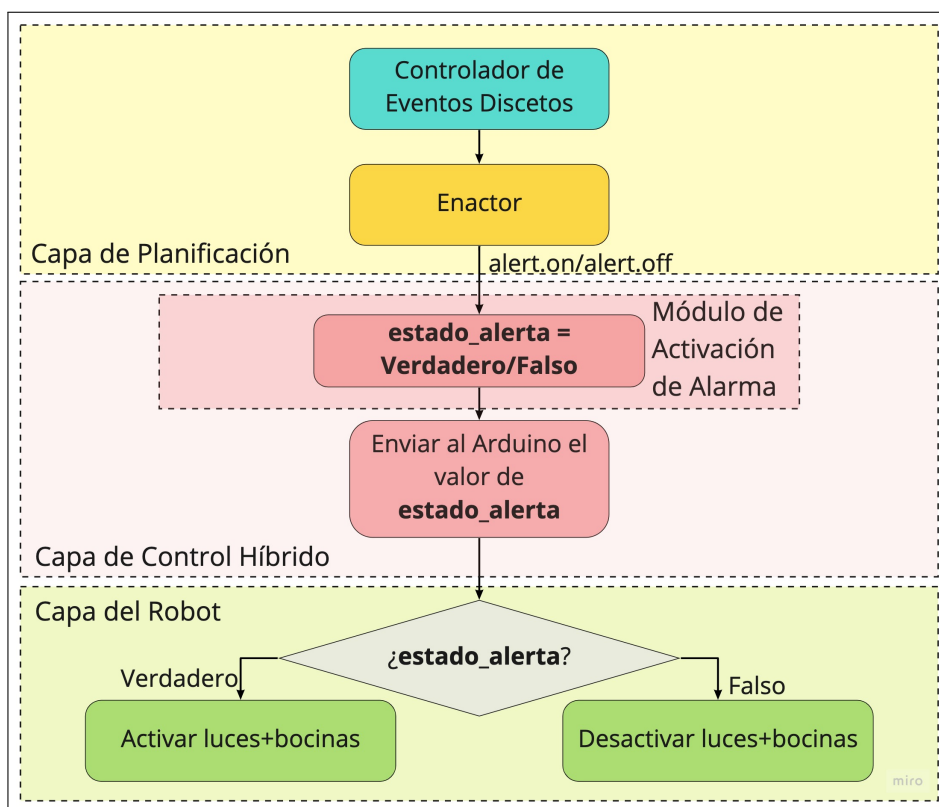 Controlador de
Eventos Discetos
Enactor
Capa de Planificación
alert.on/alert.off
estado_alerta =
Verdadero/Falso
Módulo de
Activación
de Alarma
Enviar al Arduino el
valor de
estado_alerta
Capa de Control Híbrido
Capa del Robot
¿estado_alerta?
Verdadero
Falso
Activar luces+bocinas
Desactivar luces+bocinas
miro